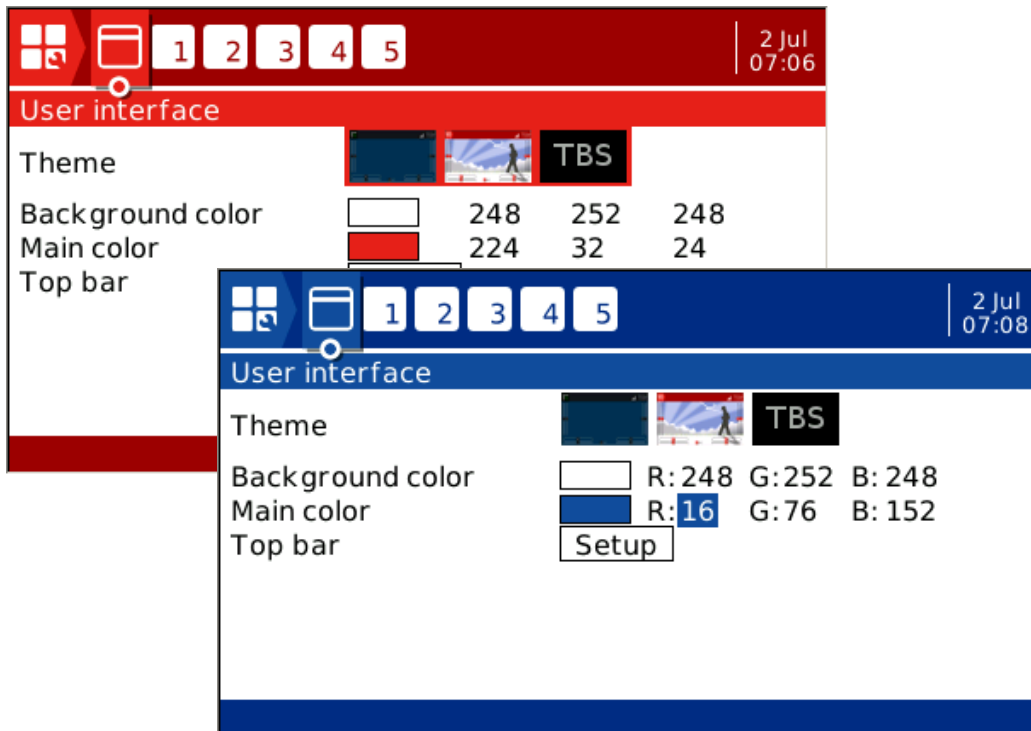 1 2 3 4 5
2 Jul
07:06
User interface
Theme TBS
Background color 248 252 248
Main color 224 32 24
Top bar
1 2 3 4 5
2 Jul
07:08
User interface
Theme TBS
Background color R: 248 G: 252 B: 248
Main color R: 16 G: 76 B: 152
Top bar Setup